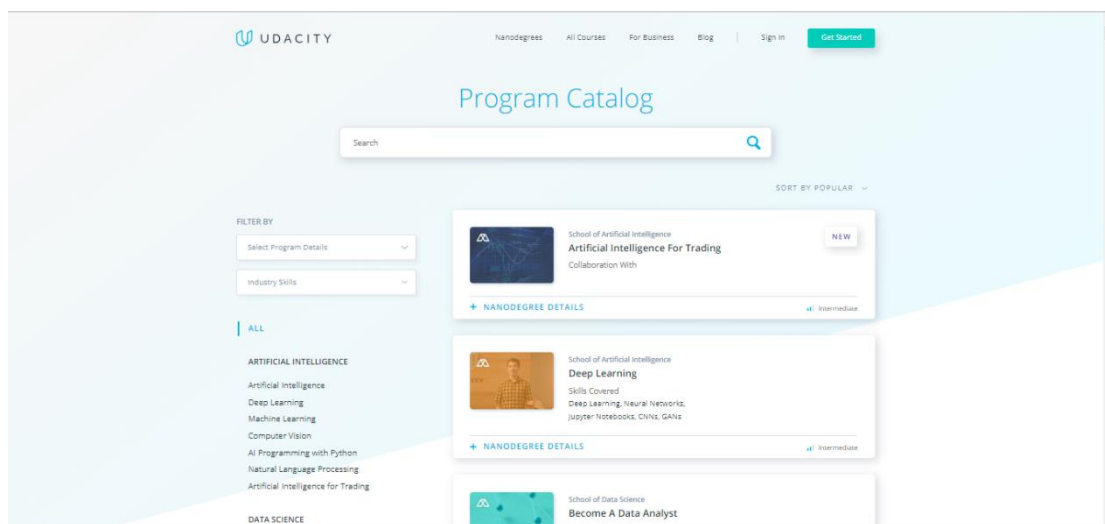 UDACITY
Nanodegrees All Courses For Business Blog Sign In Get Started
Program Catalog
Search
SORT BY POPULAR
FILTER BY
Select Program Details
Industry Skills
ALL
ARTIFICIAL INTELLIGENCE
Artificial Intelligence
Deep Learning
Machine Learning
Computer Vision
AI Programming with Python
Natural Language Processing
Artificial Intelligence for Trading
DATA SCIENCE
School of Artificial Intelligence
NEW
Artificial Intelligence For Trading
Collaboration With
+ NANODEGREE DETAILS
Intermediate
School of Artificial Intelligence
Deep Learning
Skills Covered
Deep Learning, Neural Networks,
Jupyter Notebooks, CNNs, GANs
+ NANODEGREE DETAILS
Intermediate
School of Data Science
Become A Data Analyst